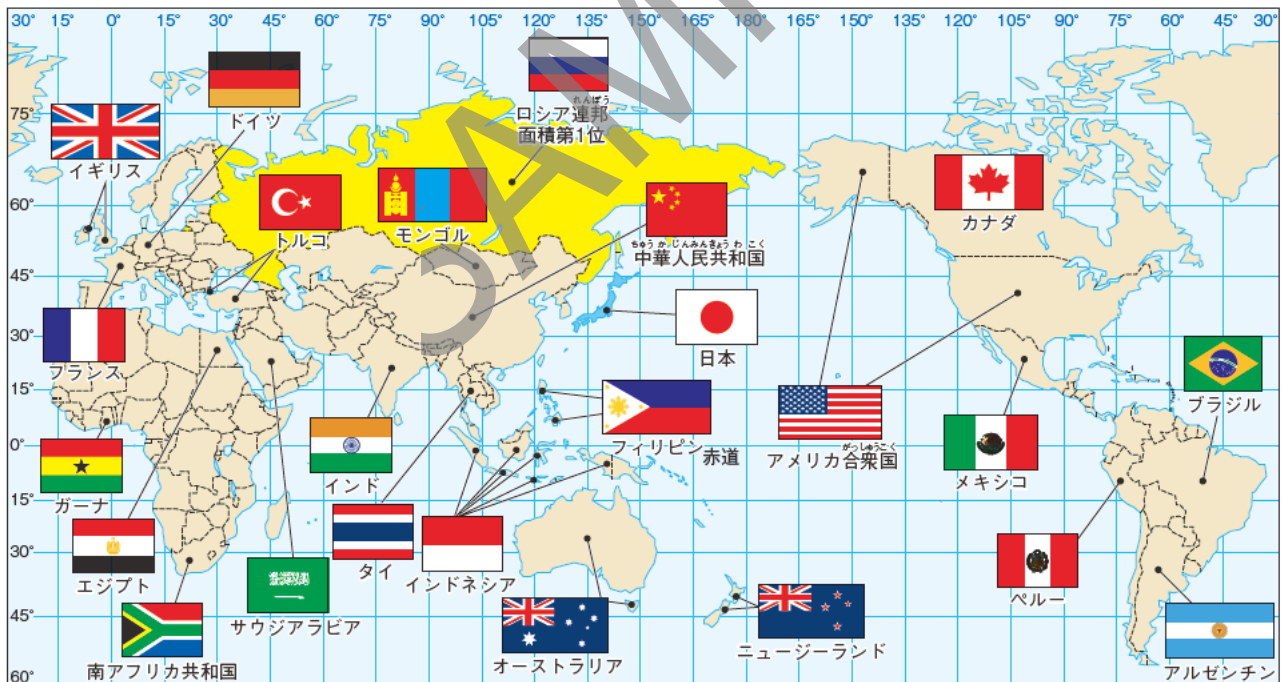 30° 15° 0° 15° 30° 45° 60° 75° 90° 105° 120° 135° 150° 165° 180° 165° 150° 135° 120° 105° 90° 75° 60° 45° 30°
75°
60°
45°
30°
15°
0°
15°
30°
45°
60°
ドイツ
イギリス
れんぽう
ロシア連邦
面積第1位
トルコ
モンゴル
ちゅうかじんみんきょうわこく
中華人民共和国
カナダ
フランス
日本
ブラジル
フィリピン
赤道
がっしゅうこく
アメリカ合衆国
メキシコ
ガーナ
インド
エジプト
タイ
インドネシア
サウジアラビア
ペルー
南アフリカ共和国
オーストラリア
ニュージーランド
アルゼンチン